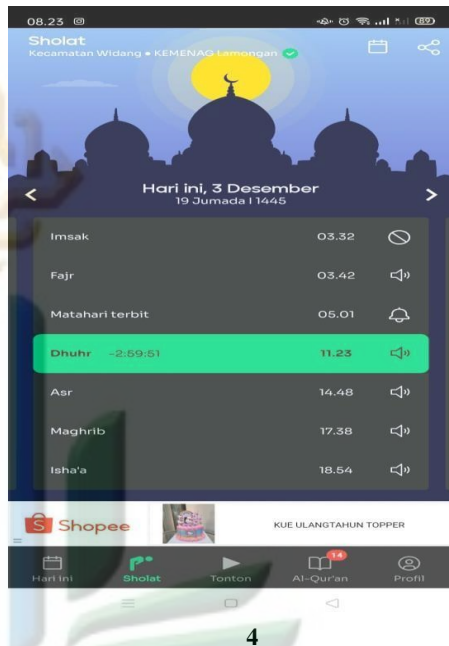 08.23 89
Sholat
Kecamatan Widang • KEMENAG Lamongan
Hari ini, 3 Desember
19 Jumada I 1445
Imsak 03.32
Fajr 03.42
Matahari terbit 05.01
Dhuhr -2:59:51 11.23
Asr 14.48
Maghrib 17.38
Isha'a 18.54
S Shopee KUE ULANGTAHUN TOPPER
14
Hari ini Sholat Tonton Al-Qur'an Profil
4